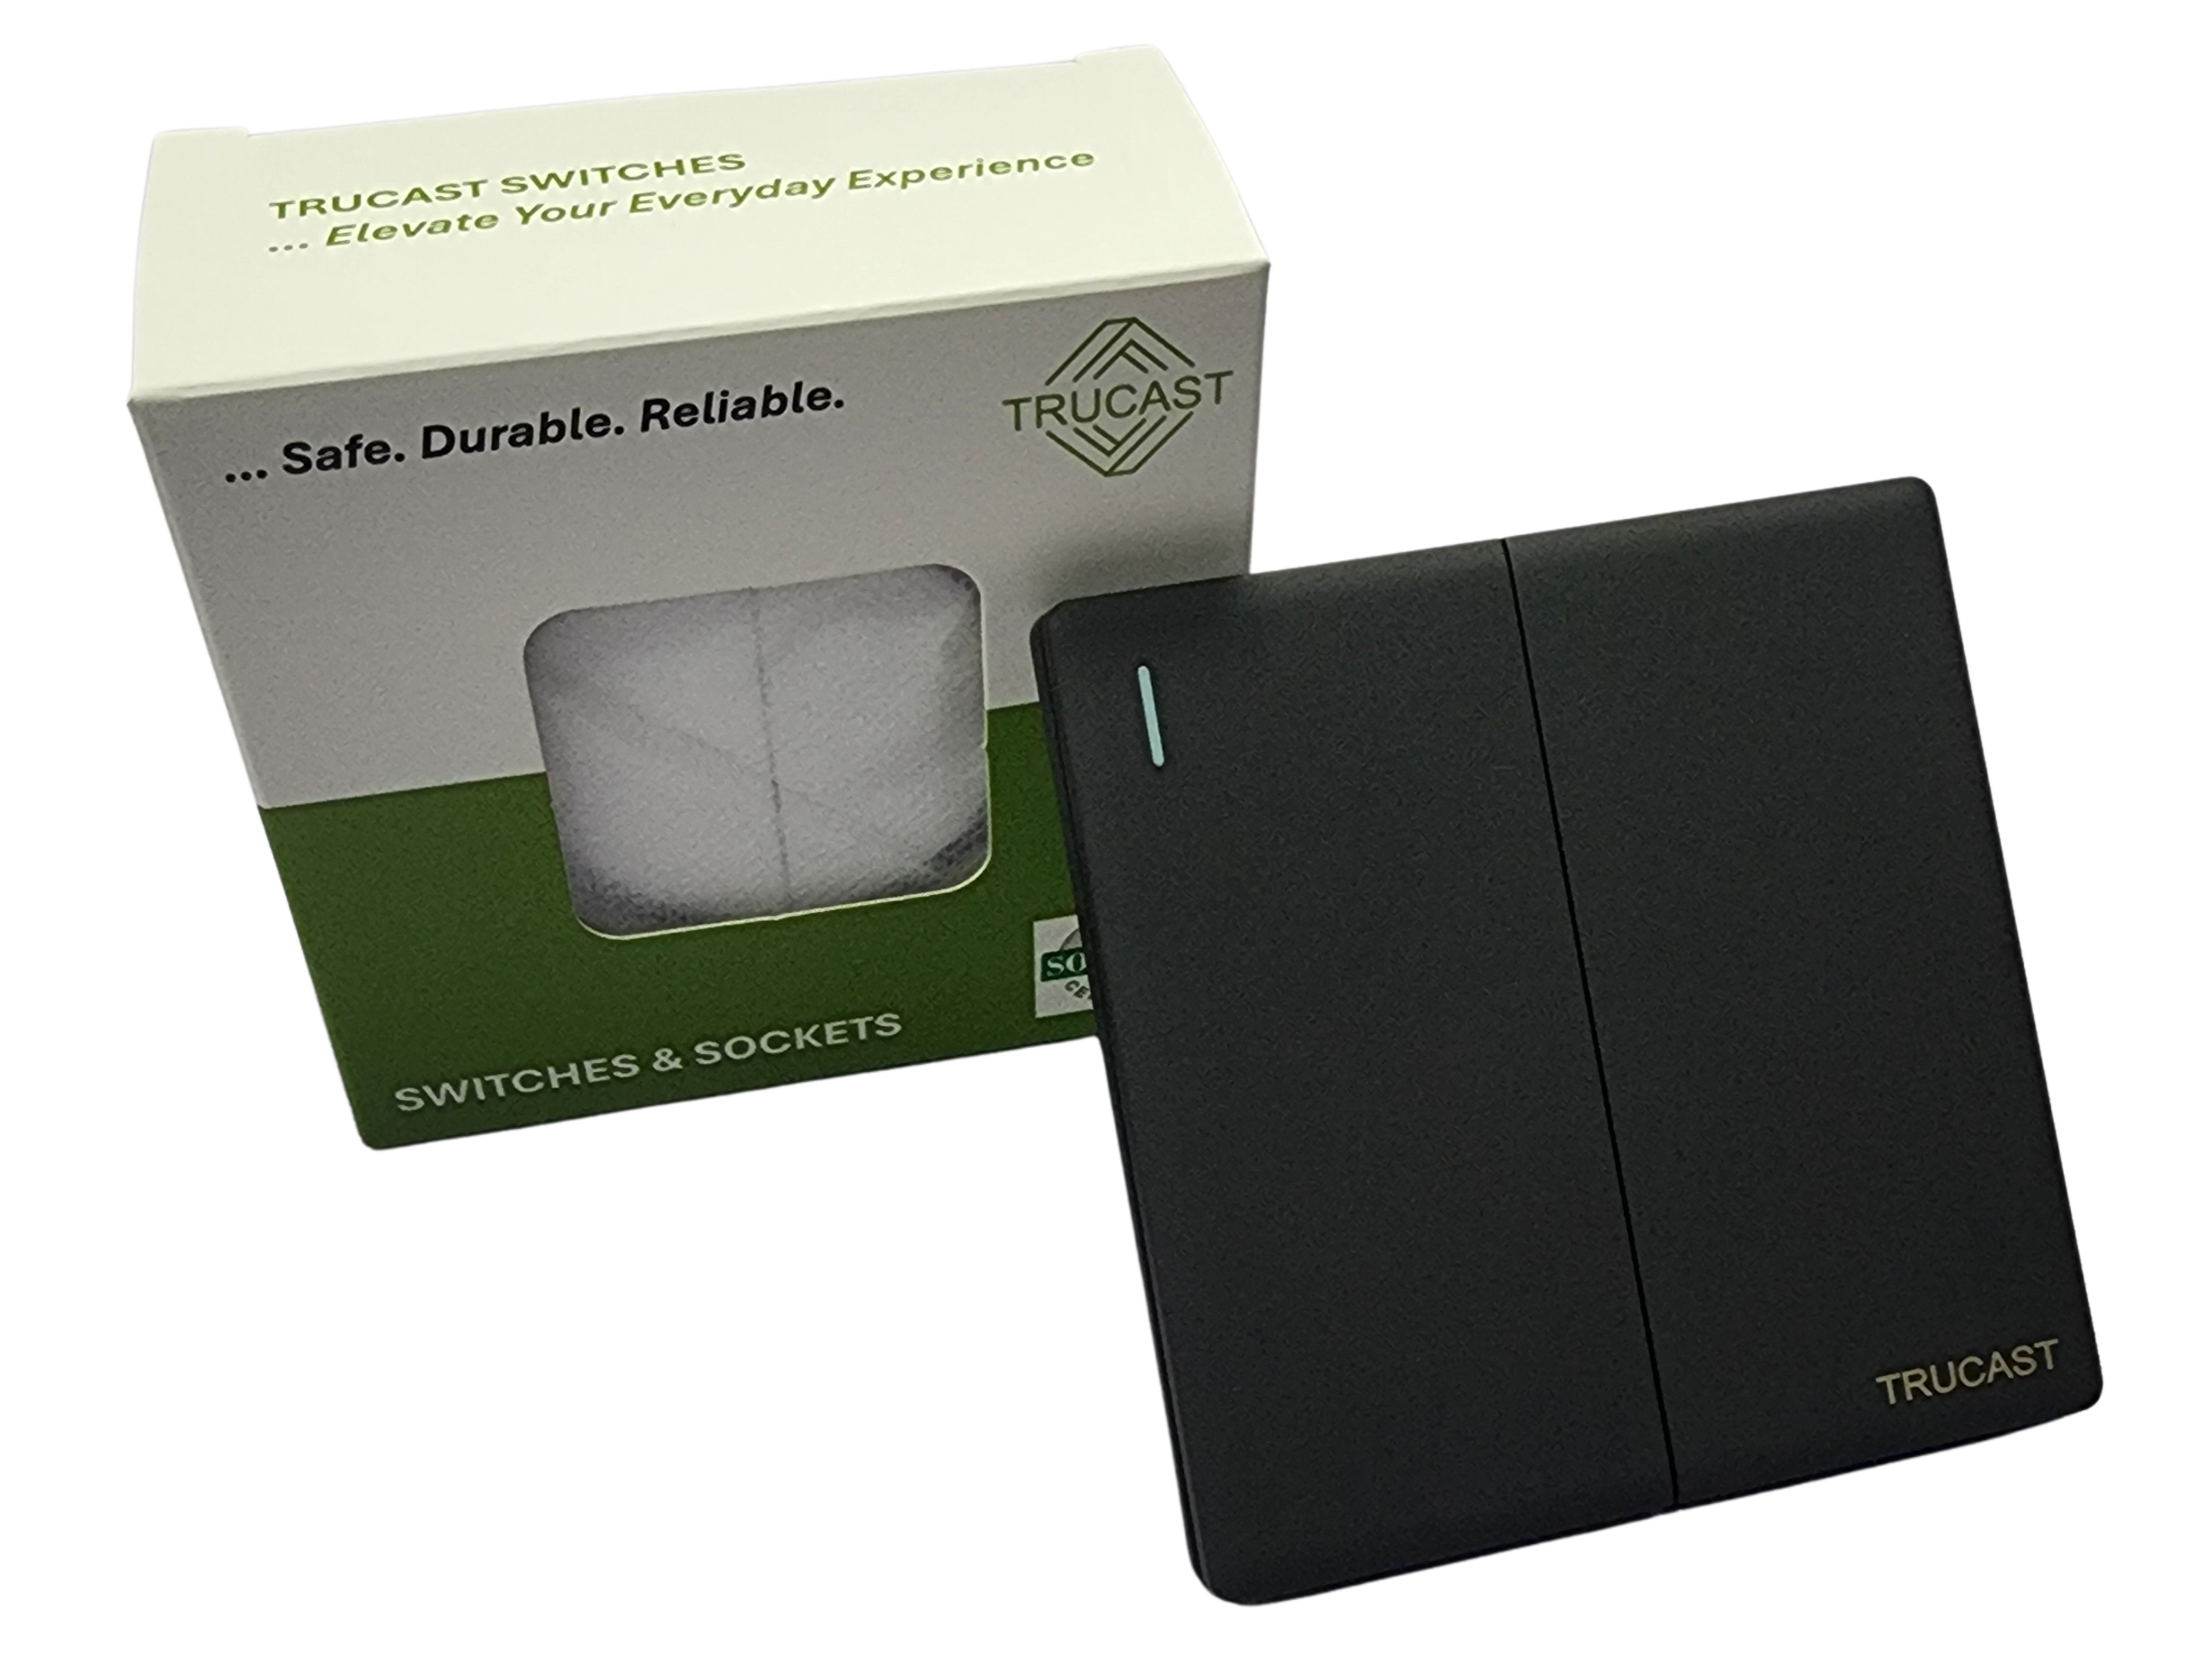 TRUCAST SWITCHES
... Elevate Your Everyday Experience
... Safe. Durable. Reliable.
TRUCAST
SWITCHES & SOCKETS
TRUCAST